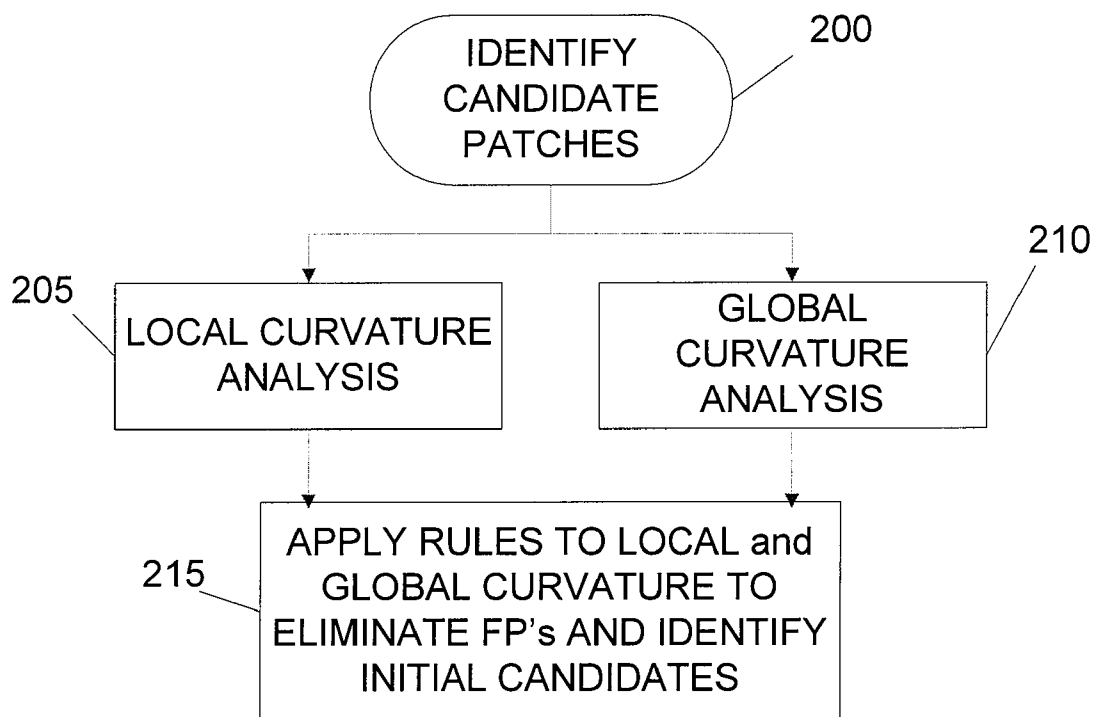 IDENTIFY
CANDIDATE
PATCHES
200
205
LOCAL CURVATURE
ANALYSIS
210
GLOBAL
CURVATURE
ANALYSIS
215
APPLY RULES TO LOCAL and
GLOBAL CURVATURE TO
ELIMINATE FP's AND IDENTIFY
INITIAL CANDIDATES